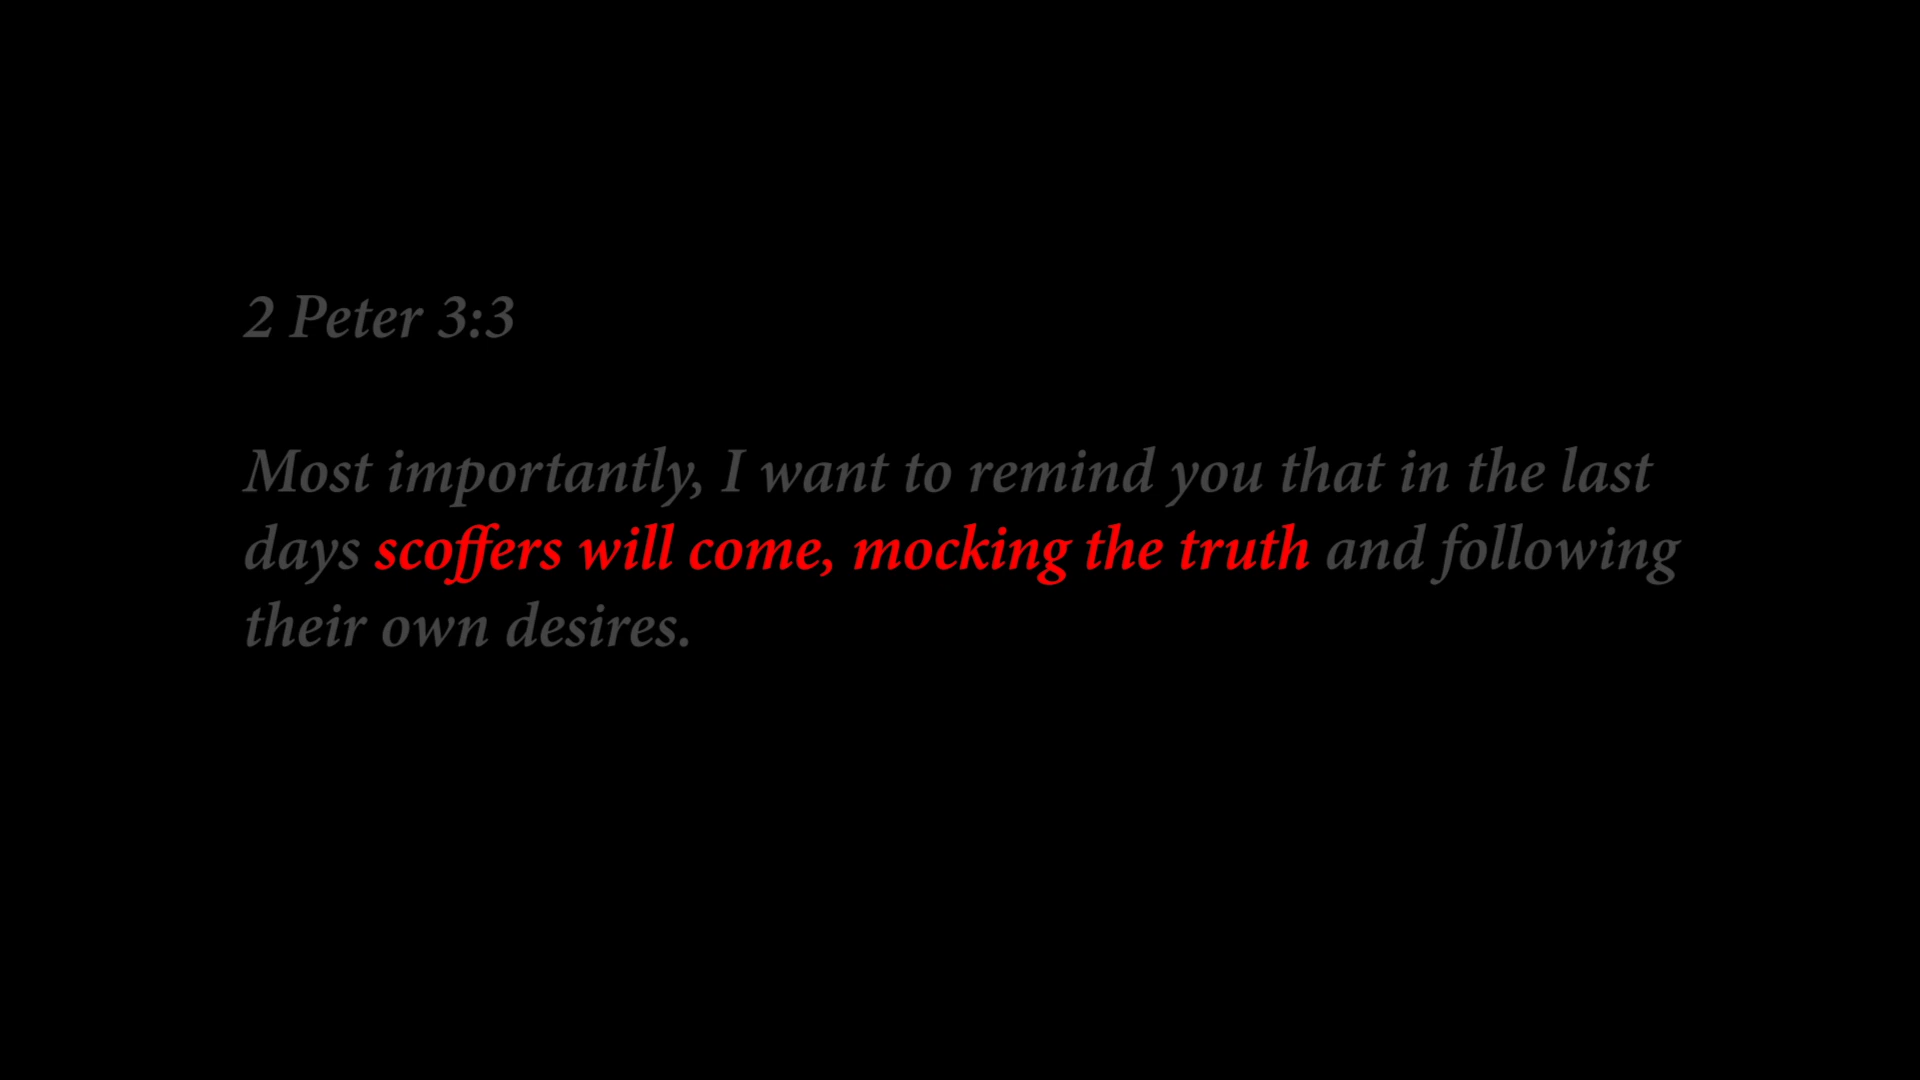 2 Peter 3:3
Most importantly, I want to remind you that in the last
days scoffers will come, mocking the truth and following
their own desires.